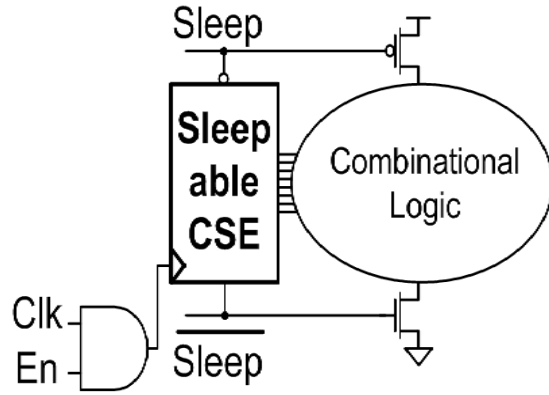 Sleep
Sleep
able
CSE
Combinational
Logic
Clk
En
Sleep